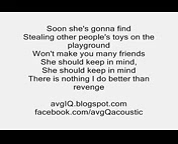 Soon she's gonna find
Stealing other people's toys on the
playground
Won't make you many friends
She should keep in mind,
She should keep in mind
There is nothing I do better than
revenge
avgIQ.blogspot.com
facebook.com/avgQacoustic